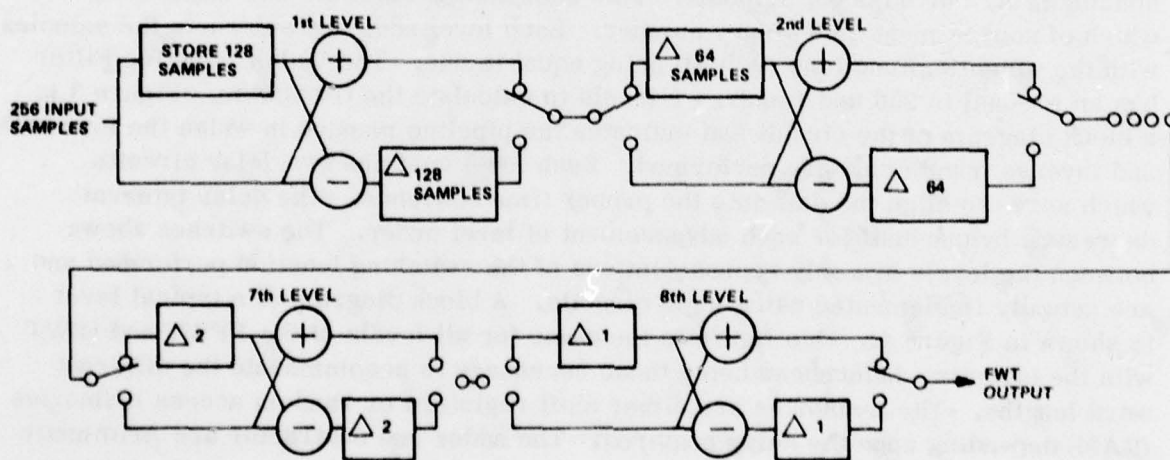 1st LEVEL
2nd LEVEL
STORE 128
SAMPLES
+
△ 64
SAMPLES
+
256 INPUT
SAMPLES
−
△ 128
SAMPLES
−
△ 64
7th LEVEL
8th LEVEL
△ 2
+
△ 1
+
FWT
OUTPUT
−
△ 2
−
△ 1